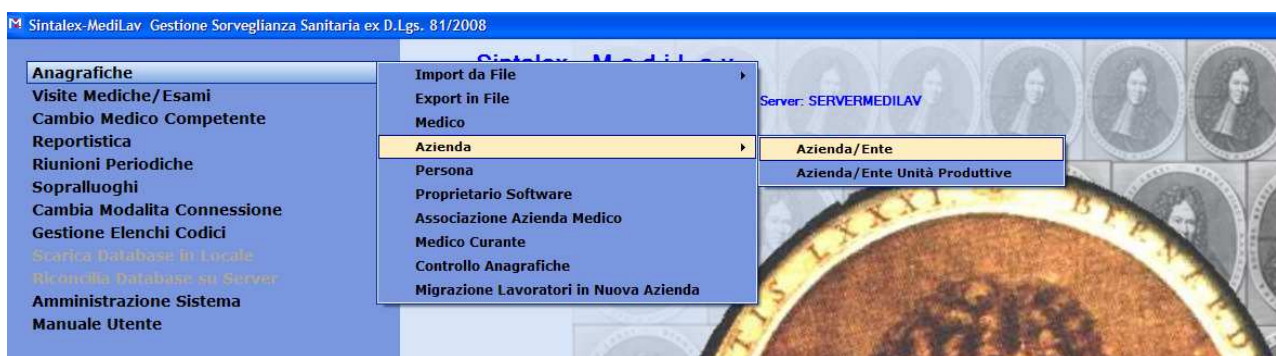 Sintalex-MediLav Gestione Sorveglianza Sanitaria ex D.Lgs. 81/2008
Anagrafiche
Visite Mediche/Esami
Cambio Medico Competente
Reportistica
Riunioni Periodiche
Sopralluoghi
Cambia Modalita Connessione
Gestione Elenchi Codici
Scarica Database in Locale
Riconcilia Database su Server
Amministrazione Sistema
Manuale Utente
Sintalex - MediLav
Import da File
Export in File
Medico
Azienda
Persona
Proprietario Software
Associazione Azienda Medico
Medico Curante
Controllo Anagrafiche
Migrazione Lavoratori in Nuova Azienda
Server: SERVERMEDILAV
Azienda/Ente
Azienda/Ente Unità Produttive